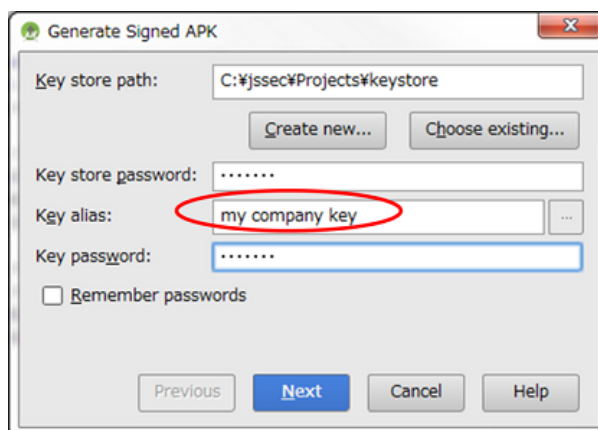 Generate Signed APK
Key store path: C:¥jssec¥Projects¥keystore
Create new... Choose existing...
Key store password: •••••••
Key alias: my company key ...
Key password: •••••••
Remember passwords
Previous Next Cancel Help